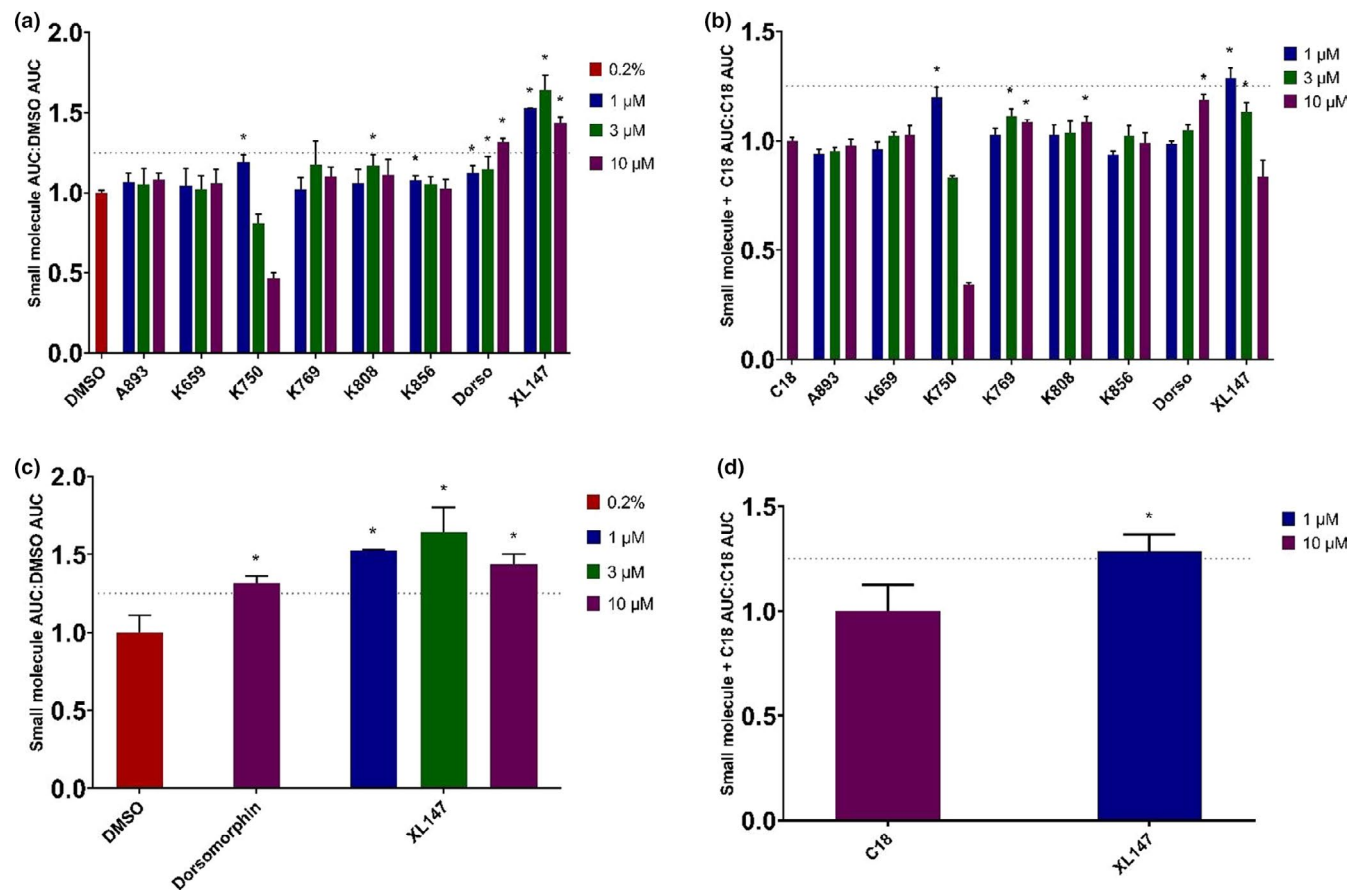 (a)
Small molecule AUC:DMSO AUC
2.0
1.5
1.0
0.5
0.0
* * * * * * * * * *
DMSO
A893
K659
K750
K769
K808
K856
Dorso
XL147
0.2%
1 µM
3 µM
10 µM
(b)
Small molecule + C18 AUC:C18 AUC
1.5
1.0
0.5
0.0
* * * * * * *
C18
A893
K659
K750
K769
K808
K856
Dorso
XL147
1 µM
3 µM
10 µM
(c)
Small molecule AUC:DMSO AUC
2.0
1.5
1.0
0.5
0.0
* * * *
DMSO
Dorsomorphin
XL147
0.2%
1 µM
3 µM
10 µM
(d)
Small molecule + C18 AUC:C18 AUC
1.5
1.0
0.5
0.0
*
C18
XL147
1 µM
10 µM